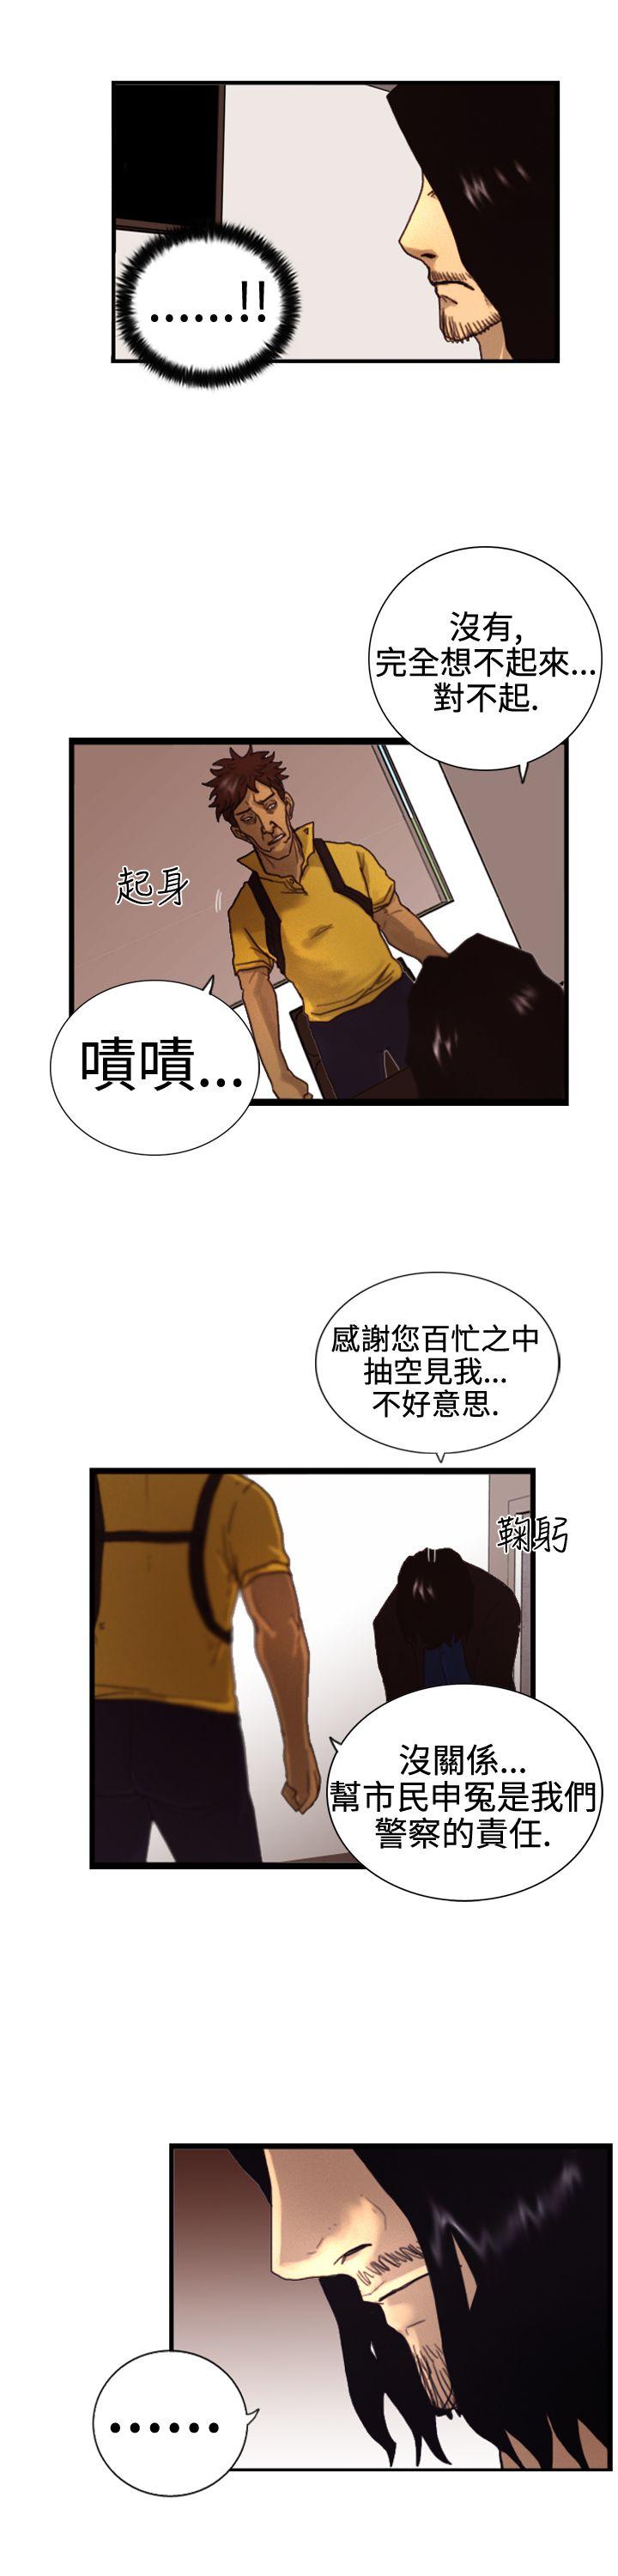 ......!!
沒有,
完全想不起來...
對不起.
起身
嘖嘖...
感謝您百忙之中
抽空見我...
不好意思.
鞠躬
沒關係...
幫市民申冤是我們
警察的責任.
......